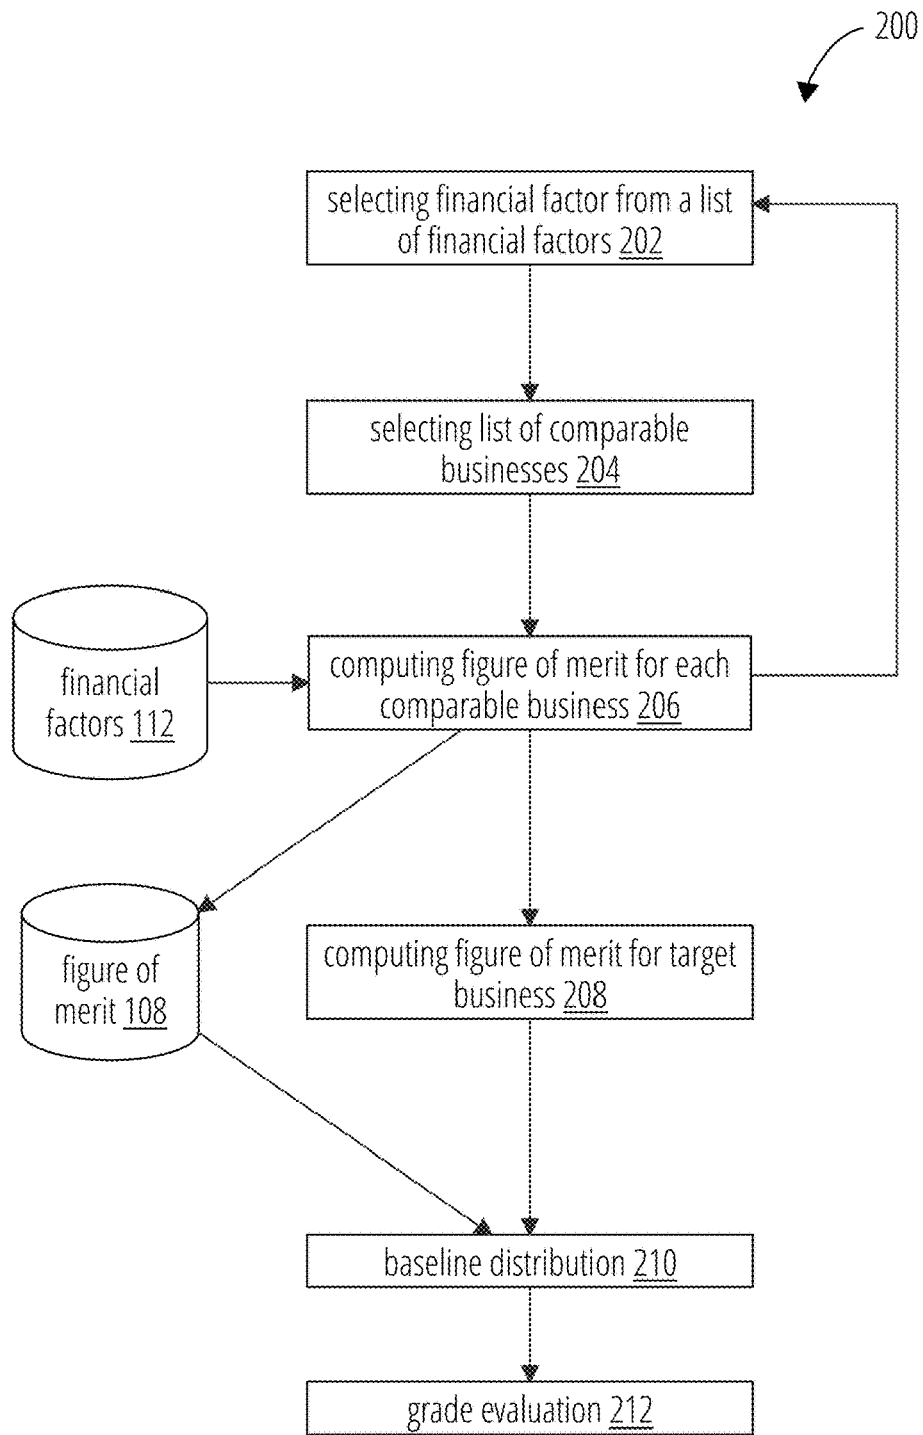 200
selecting financial factor from a list
of financial factors 202
selecting list of comparable
businesses 204
financial
factors 112
computing figure of merit for each
comparable business 206
figure of
merit 108
computing figure of merit for target
business 208
baseline distribution 210
grade evaluation 212